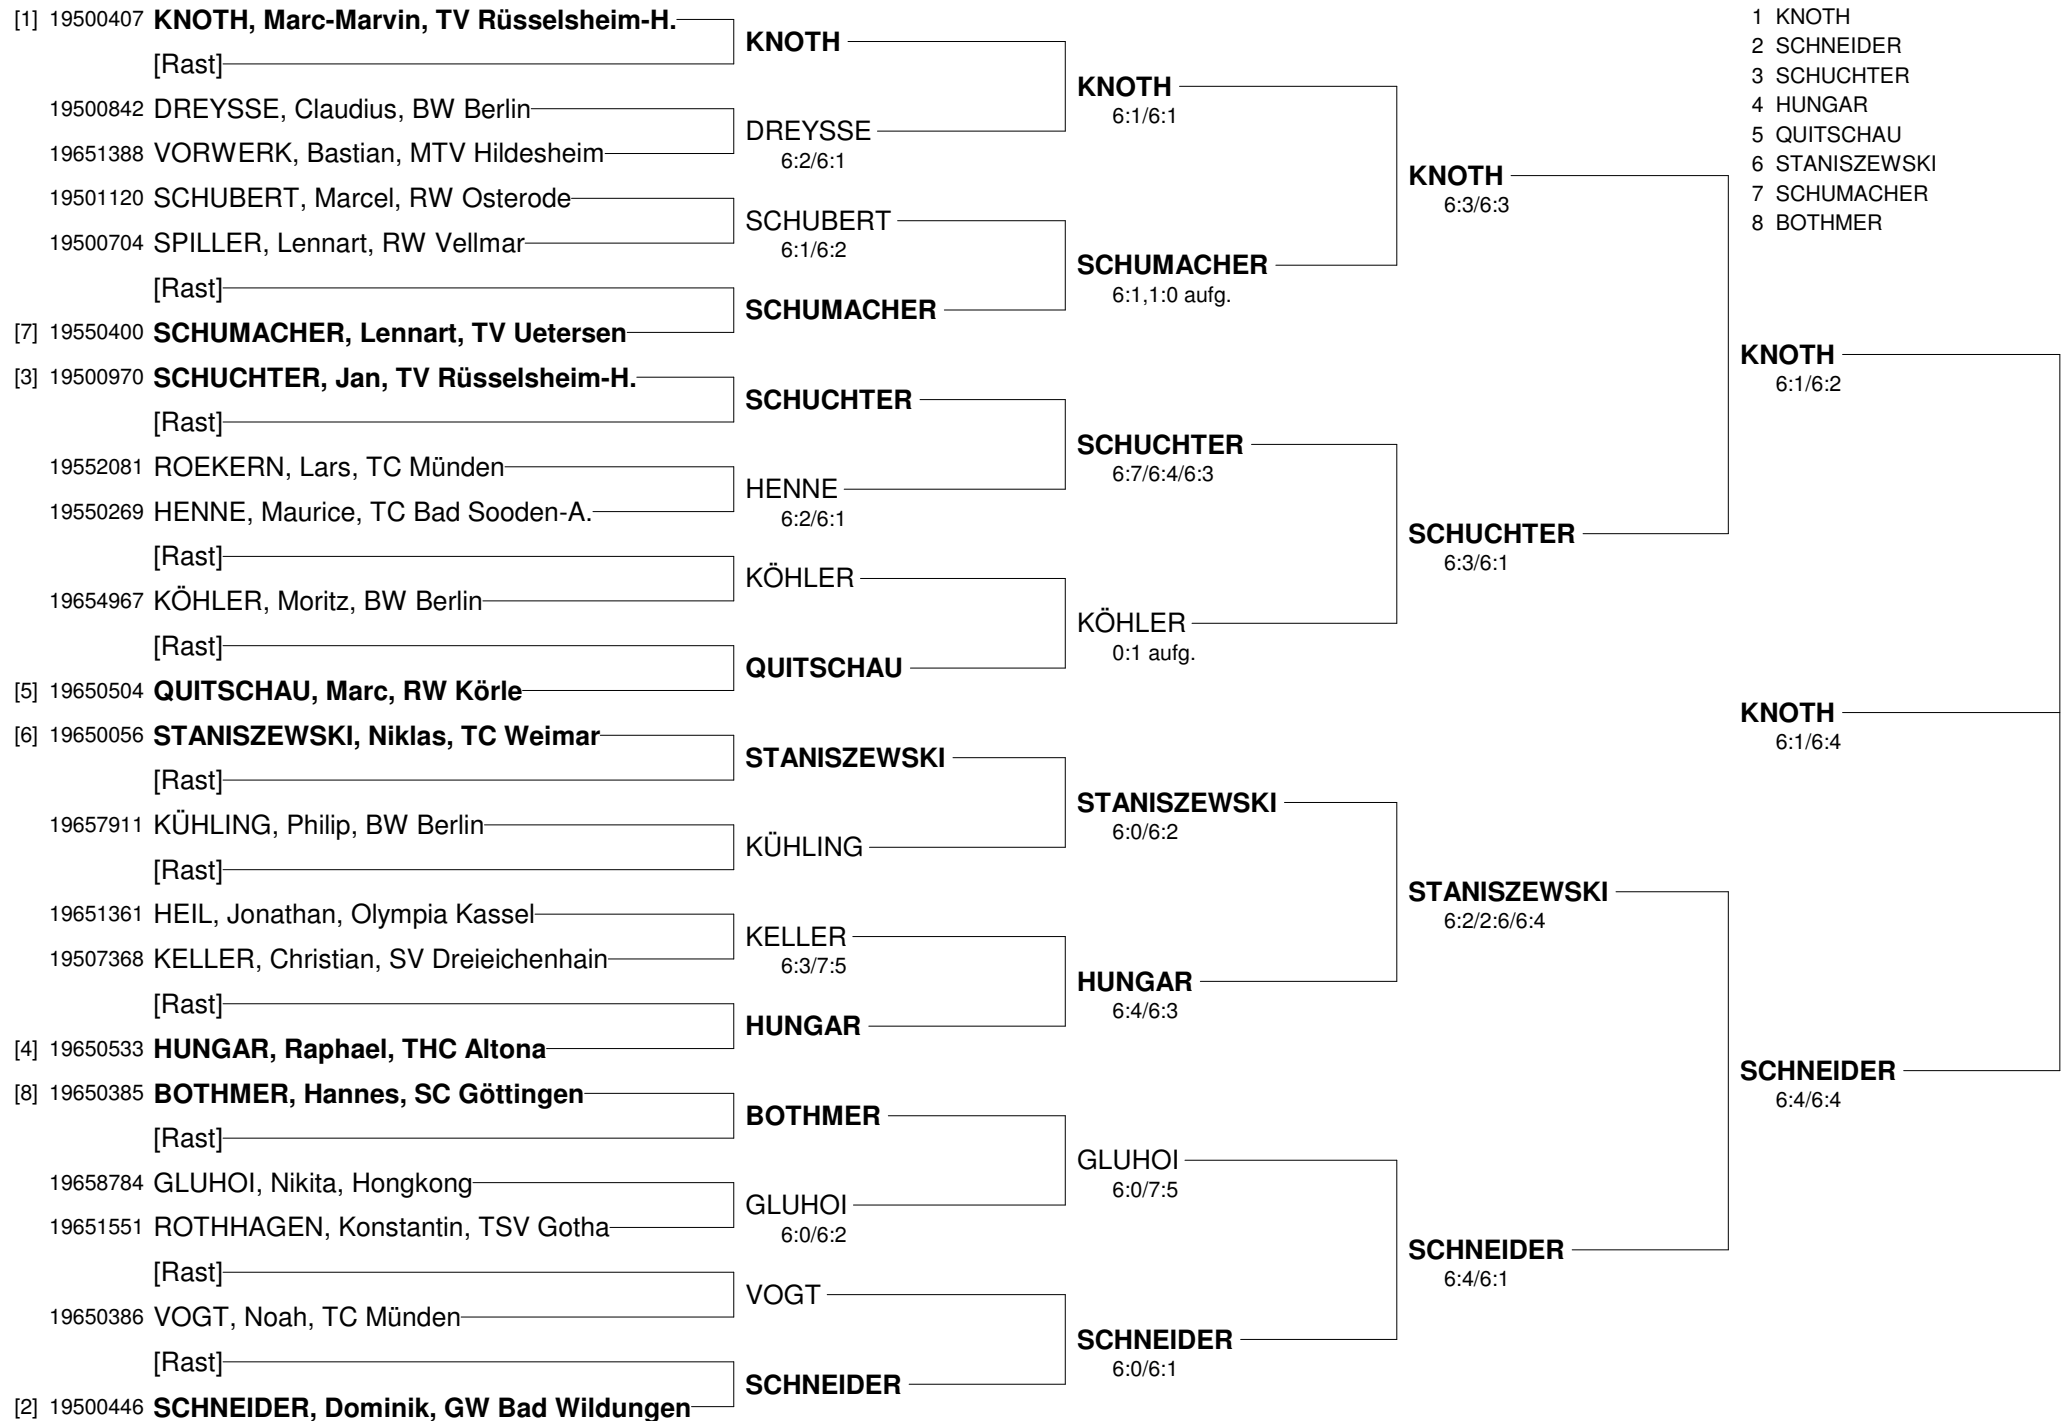 [1] 19500407 KNOTH, Marc-Marvin, TV Rüsselsheim-H.
[Rast]
19500842 DREYSSE, Claudius, BW Berlin
19651388 VORWERK, Bastian, MTV Hildesheim
19501120 SCHUBERT, Marcel, RW Osterode
19500704 SPILLER, Lennart, RW Vellmar
[Rast]
[7] 19550400 SCHUMACHER, Lennart, TV Uetersen
[3] 19500970 SCHUCHTER, Jan, TV Rüsselsheim-H.
[Rast]
19552081 ROEKERN, Lars, TC Münden
19550269 HENNE, Maurice, TC Bad Sooden-A.
[Rast]
19654967 KÖHLER, Moritz, BW Berlin
[Rast]
[5] 19650504 QUITSCHAU, Marc, RW Körle
[6] 19650056 STANISZEWSKI, Niklas, TC Weimar
[Rast]
19657911 KÜHLING, Philip, BW Berlin
[Rast]
19651361 HEIL, Jonathan, Olympia Kassel
19507368 KELLER, Christian, SV Dreieichenhain
[Rast]
[4] 19650533 HUNGAR, Raphael, THC Altona
[8] 19650385 BOTHMER, Hannes, SC Göttingen
[Rast]
19658784 GLUHOI, Nikita, Hongkong
19651551 ROTHHAGEN, Konstantin, TSV Gotha
[Rast]
19650386 VOGT, Noah, TC Münden
[Rast]
[2] 19500446 SCHNEIDER, Dominik, GW Bad Wildungen
KNOTH
DREYSSE
6:2/6:1
SCHUBERT
6:1/6:2
SCHUMACHER
SCHUCHTER
HENNE
6:2/6:1
KÖHLER
QUITSCHAU
STANISZEWSKI
KÜHLING
KELLER
6:3/7:5
HUNGAR
BOTHMER
GLUHOI
6:0/6:2
VOGT
SCHNEIDER
KNOTH
6:1/6:1
SCHUMACHER
6:1,1:0 aufg.
SCHUCHTER
6:7/6:4/6:3
KÖHLER
0:1 aufg.
STANISZEWSKI
6:0/6:2
HUNGAR
6:4/6:3
GLUHOI
6:0/7:5
SCHNEIDER
6:0/6:1
KNOTH
6:3/6:3
SCHUCHTER
6:3/6:1
STANISZEWSKI
6:2/2:6/6:4
SCHNEIDER
6:4/6:1
KNOTH
6:1/6:2
KNOTH
6:1/6:4
SCHNEIDER
6:4/6:4
1 KNOTH
2 SCHNEIDER
3 SCHUCHTER
4 HUNGAR
5 QUITSCHAU
6 STANISZEWSKI
7 SCHUMACHER
8 BOTHMER